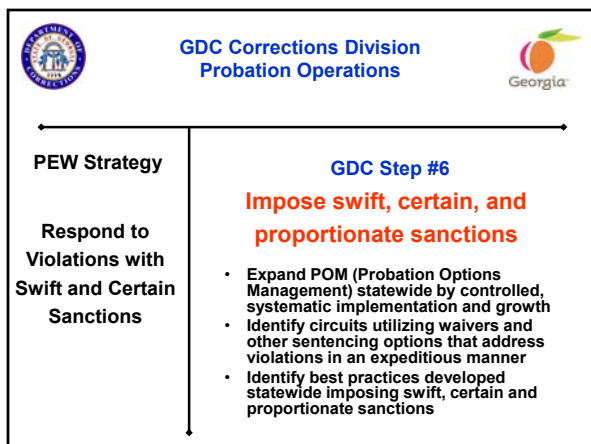 GDC Corrections Division
Probation Operations
Georgia
PEW Strategy
Respond to
Violations with
Swift and Certain
Sanctions
GDC Step #6
Impose swift, certain, and
proportionate sanctions
• Expand POM (Probation Options
Management) statewide by controlled,
systematic implementation and growth
• Identify circuits utilizing waivers and
other sentencing options that address
violations in an expeditious manner
• Identify best practices developed
statewide imposing swift, certain and
proportionate sanctions